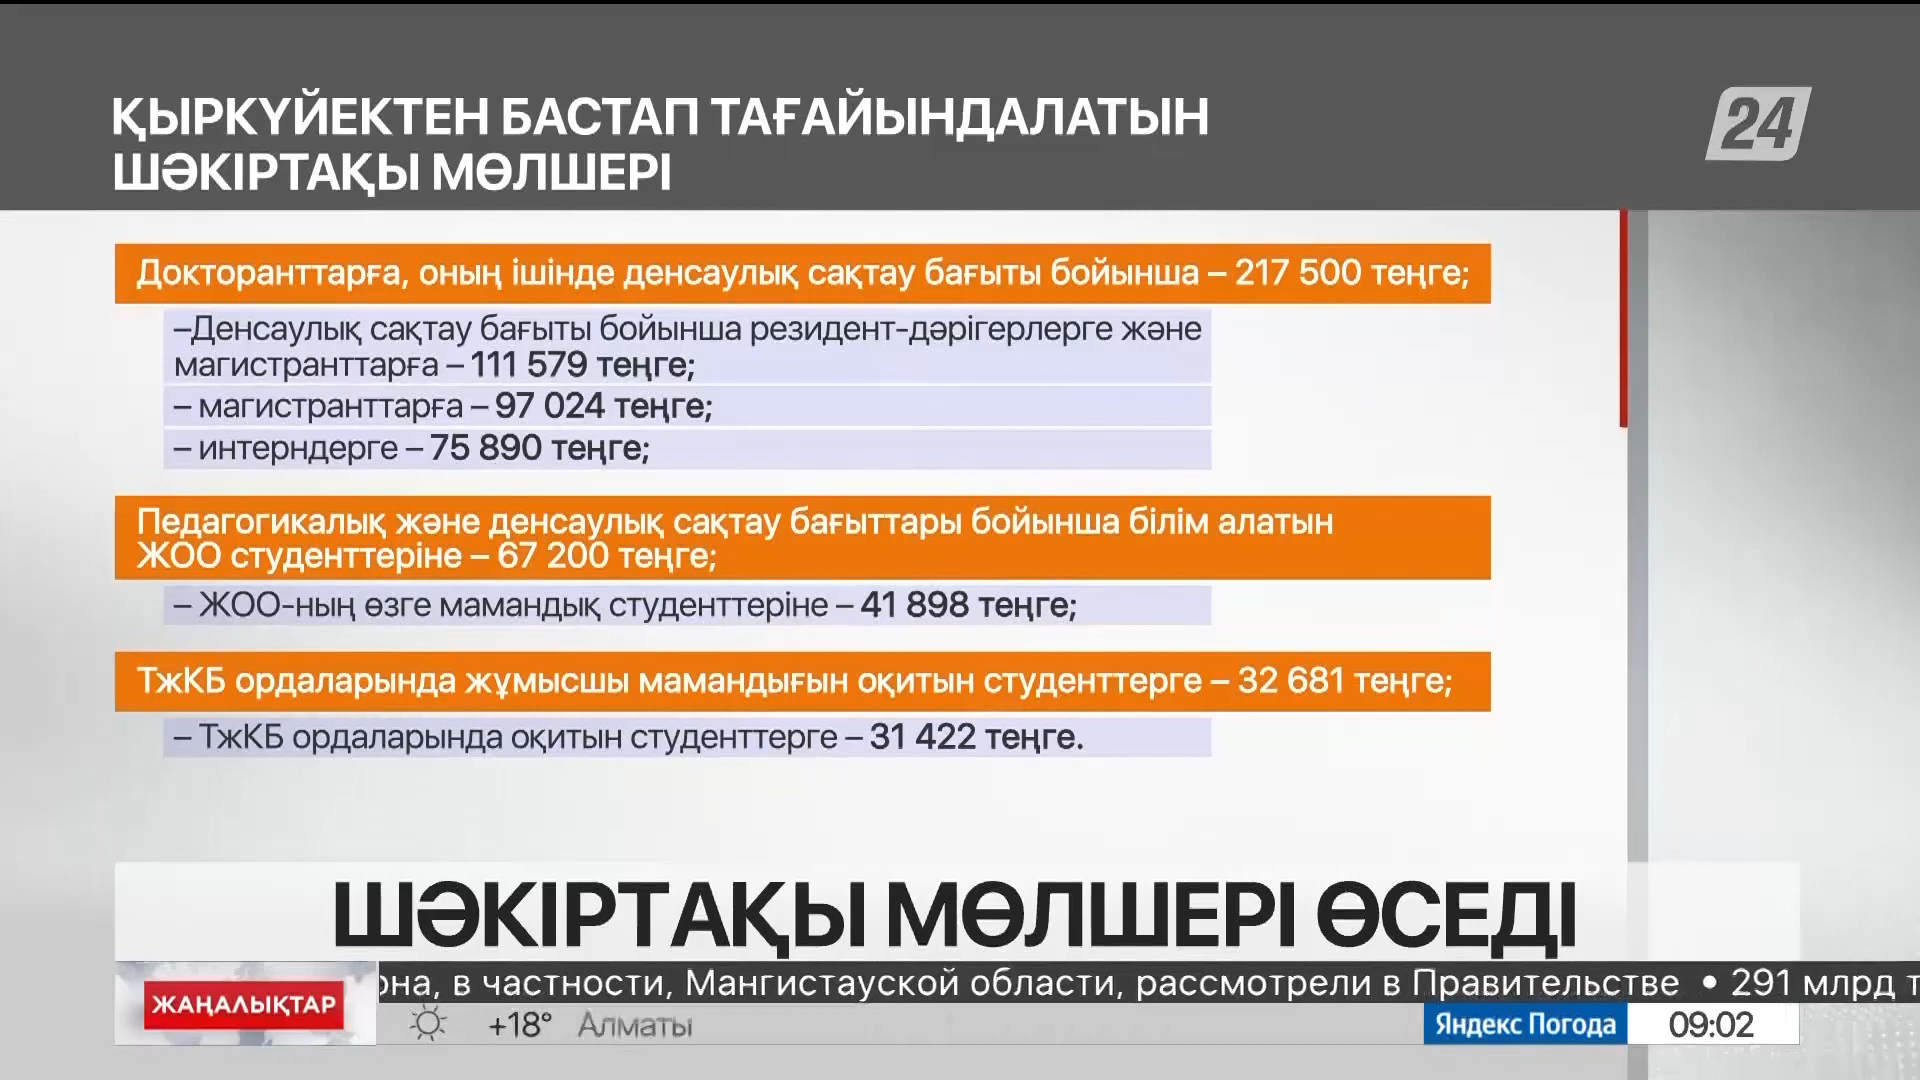 ҚЫРКҮЙЕКТЕН БАСТАП ТАҒАЙЫНДАЛАТЫН
ШӘКІРТАҚЫ МӨЛШЕРІ
24
Докторанттарға, оның ішінде денсаулық сақтау бағыты бойынша – 217 500 теңге;
–Денсаулық сақтау бағыты бойынша резидент-дәрігерлерге және
магистранттарға – 111 579 теңге;
– магистранттарға – 97 024 теңге;
– интерндерге – 75 890 теңге;
Педагогикалық және денсаулық сақтау бағыттары бойынша білім алатын
ЖОО студенттеріне – 67 200 теңге;
– ЖОО-ның өзге мамандық студенттеріне – 41 898 теңге;
ТжКБ ордаларында жұмысшы мамандығын оқитын студенттерге – 32 681 теңге;
– ТжКБ ордаларында оқитын студенттерге – 31 422 теңге.
ШӘКІРТАҚЫ МӨЛШЕРІ ӨСЕДІ
ЖАҢАЛЫҚТАР
она, в частности, Мангистауской области, рассмотрели в Правительстве • 291 млрд т
+18° Алматы
Яндекс Погода
09:02